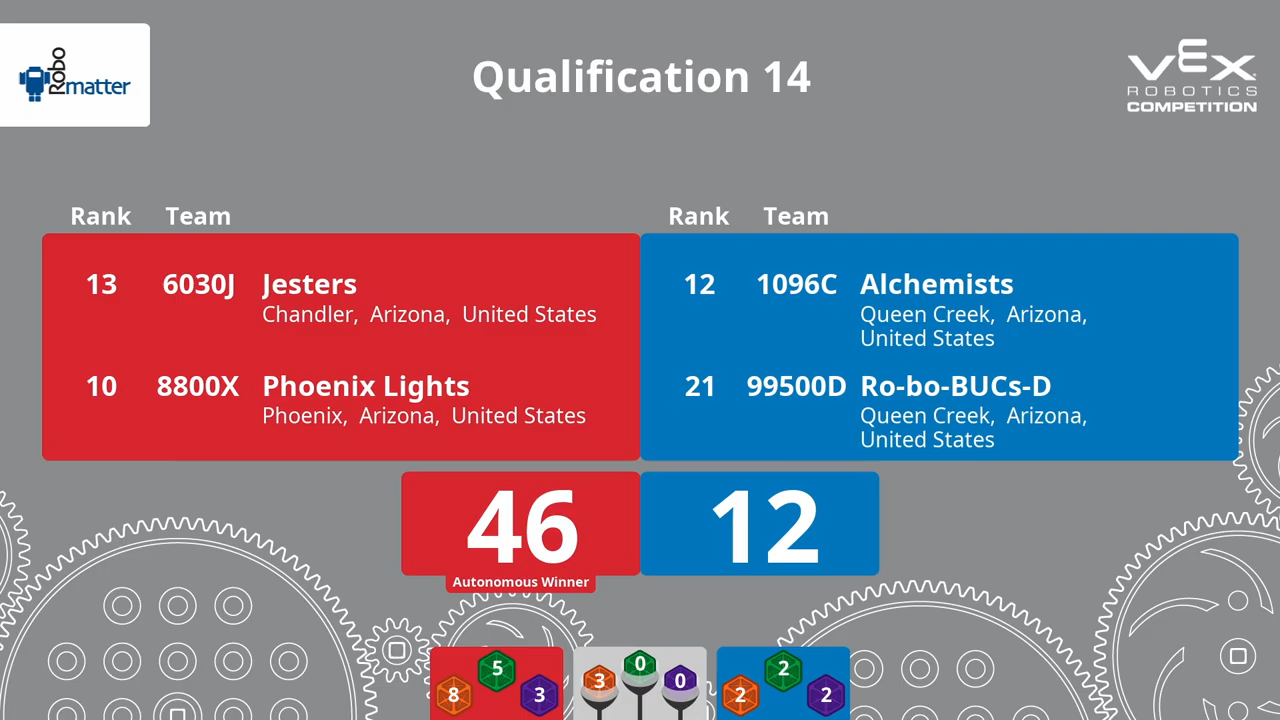 Robo
matter
Qualification 14
VEX
ROBOTICS
COMPETITION
Rank Team
13 6030J Jesters
Chandler, Arizona, United States
10 8800X Phoenix Lights
Phoenix, Arizona, United States
Rank Team
12 1096C Alchemists
Queen Creek, Arizona,
United States
21 99500D Ro-bo-BUCs-D
Queen Creek, Arizona,
United States
46 12
Autonomous Winner
5
8 3
0
3 0
2
2 2